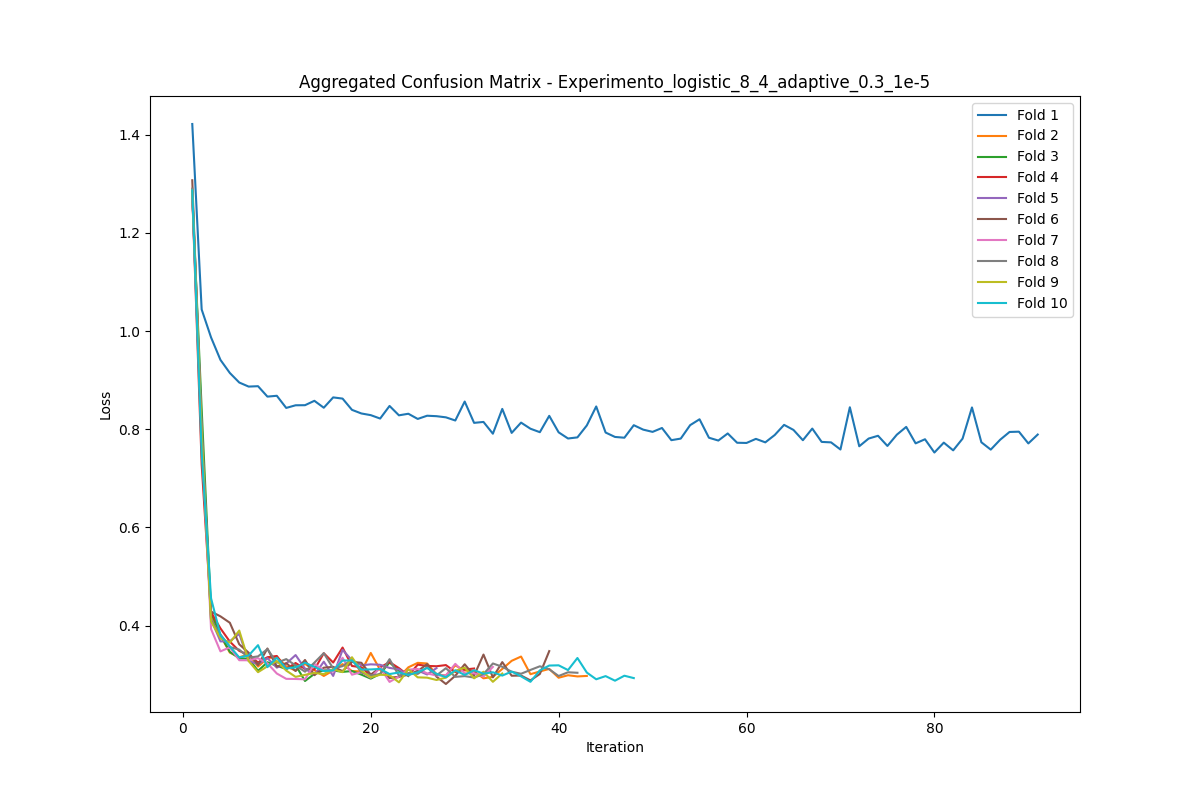 Aggregated Confusion Matrix - Experimento_logistic_8_4_adaptive_0.3_1e-5
Loss
1.4
1.2
1.0
0.8
0.6
0.4
0
20
40
60
80
Iteration
Fold 1
Fold 2
Fold 3
Fold 4
Fold 5
Fold 6
Fold 7
Fold 8
Fold 9
Fold 10